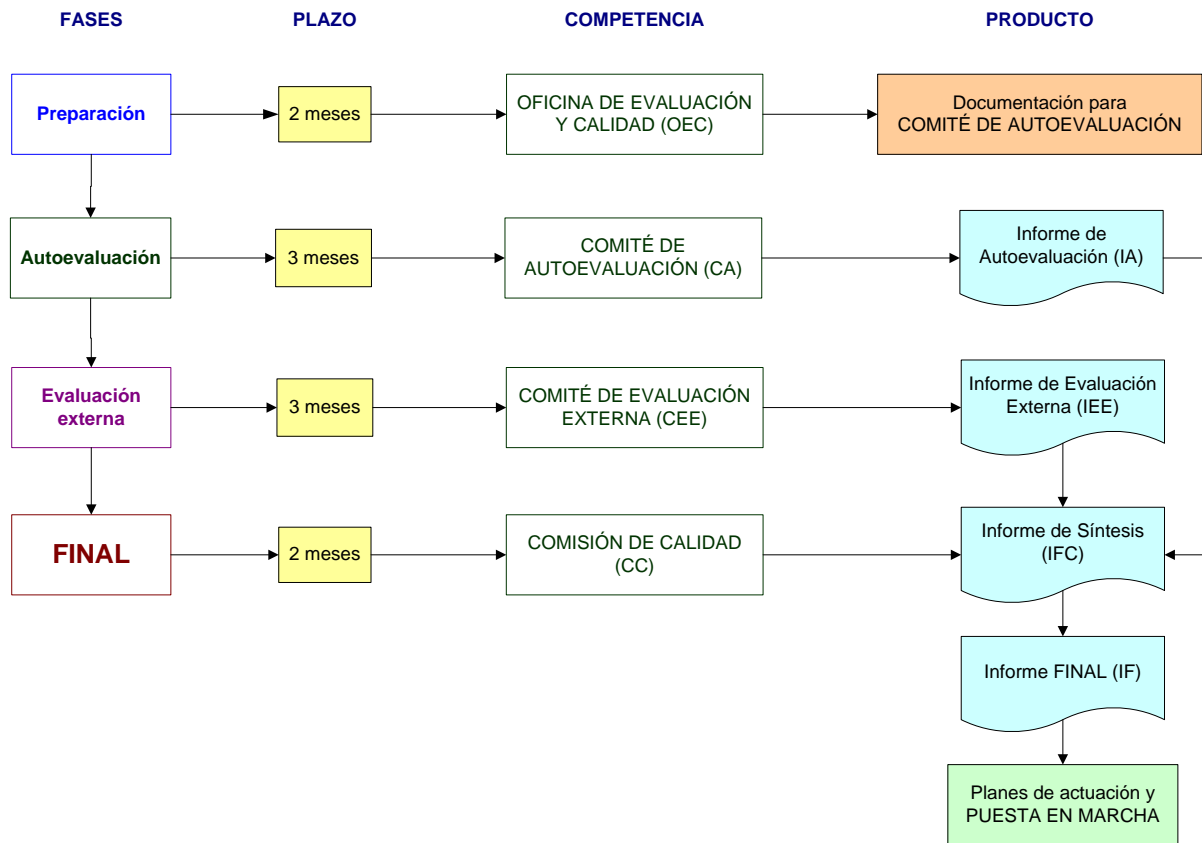 FASES
PLAZO
COMPETENCIA
PRODUCTO
Preparación
2 meses
OFICINA DE EVALUACIÓN
Y CALIDAD (OEC)
Documentación para
COMITÉ DE AUTOEVALUACIÓN
Autoevaluación
3 meses
COMITÉ DE
AUTOEVALUACIÓN (CA)
Informe de
Autoevaluación (IA)
Evaluación
externa
3 meses
COMITÉ DE EVALUACIÓN
EXTERNA (CEE)
Informe de Evaluación
Externa (IEE)
FINAL
2 meses
COMISIÓN DE CALIDAD
(CC)
Informe de Síntesis
(IFC)
Informe FINAL (IF)
Planes de actuación y
PUESTA EN MARCHA